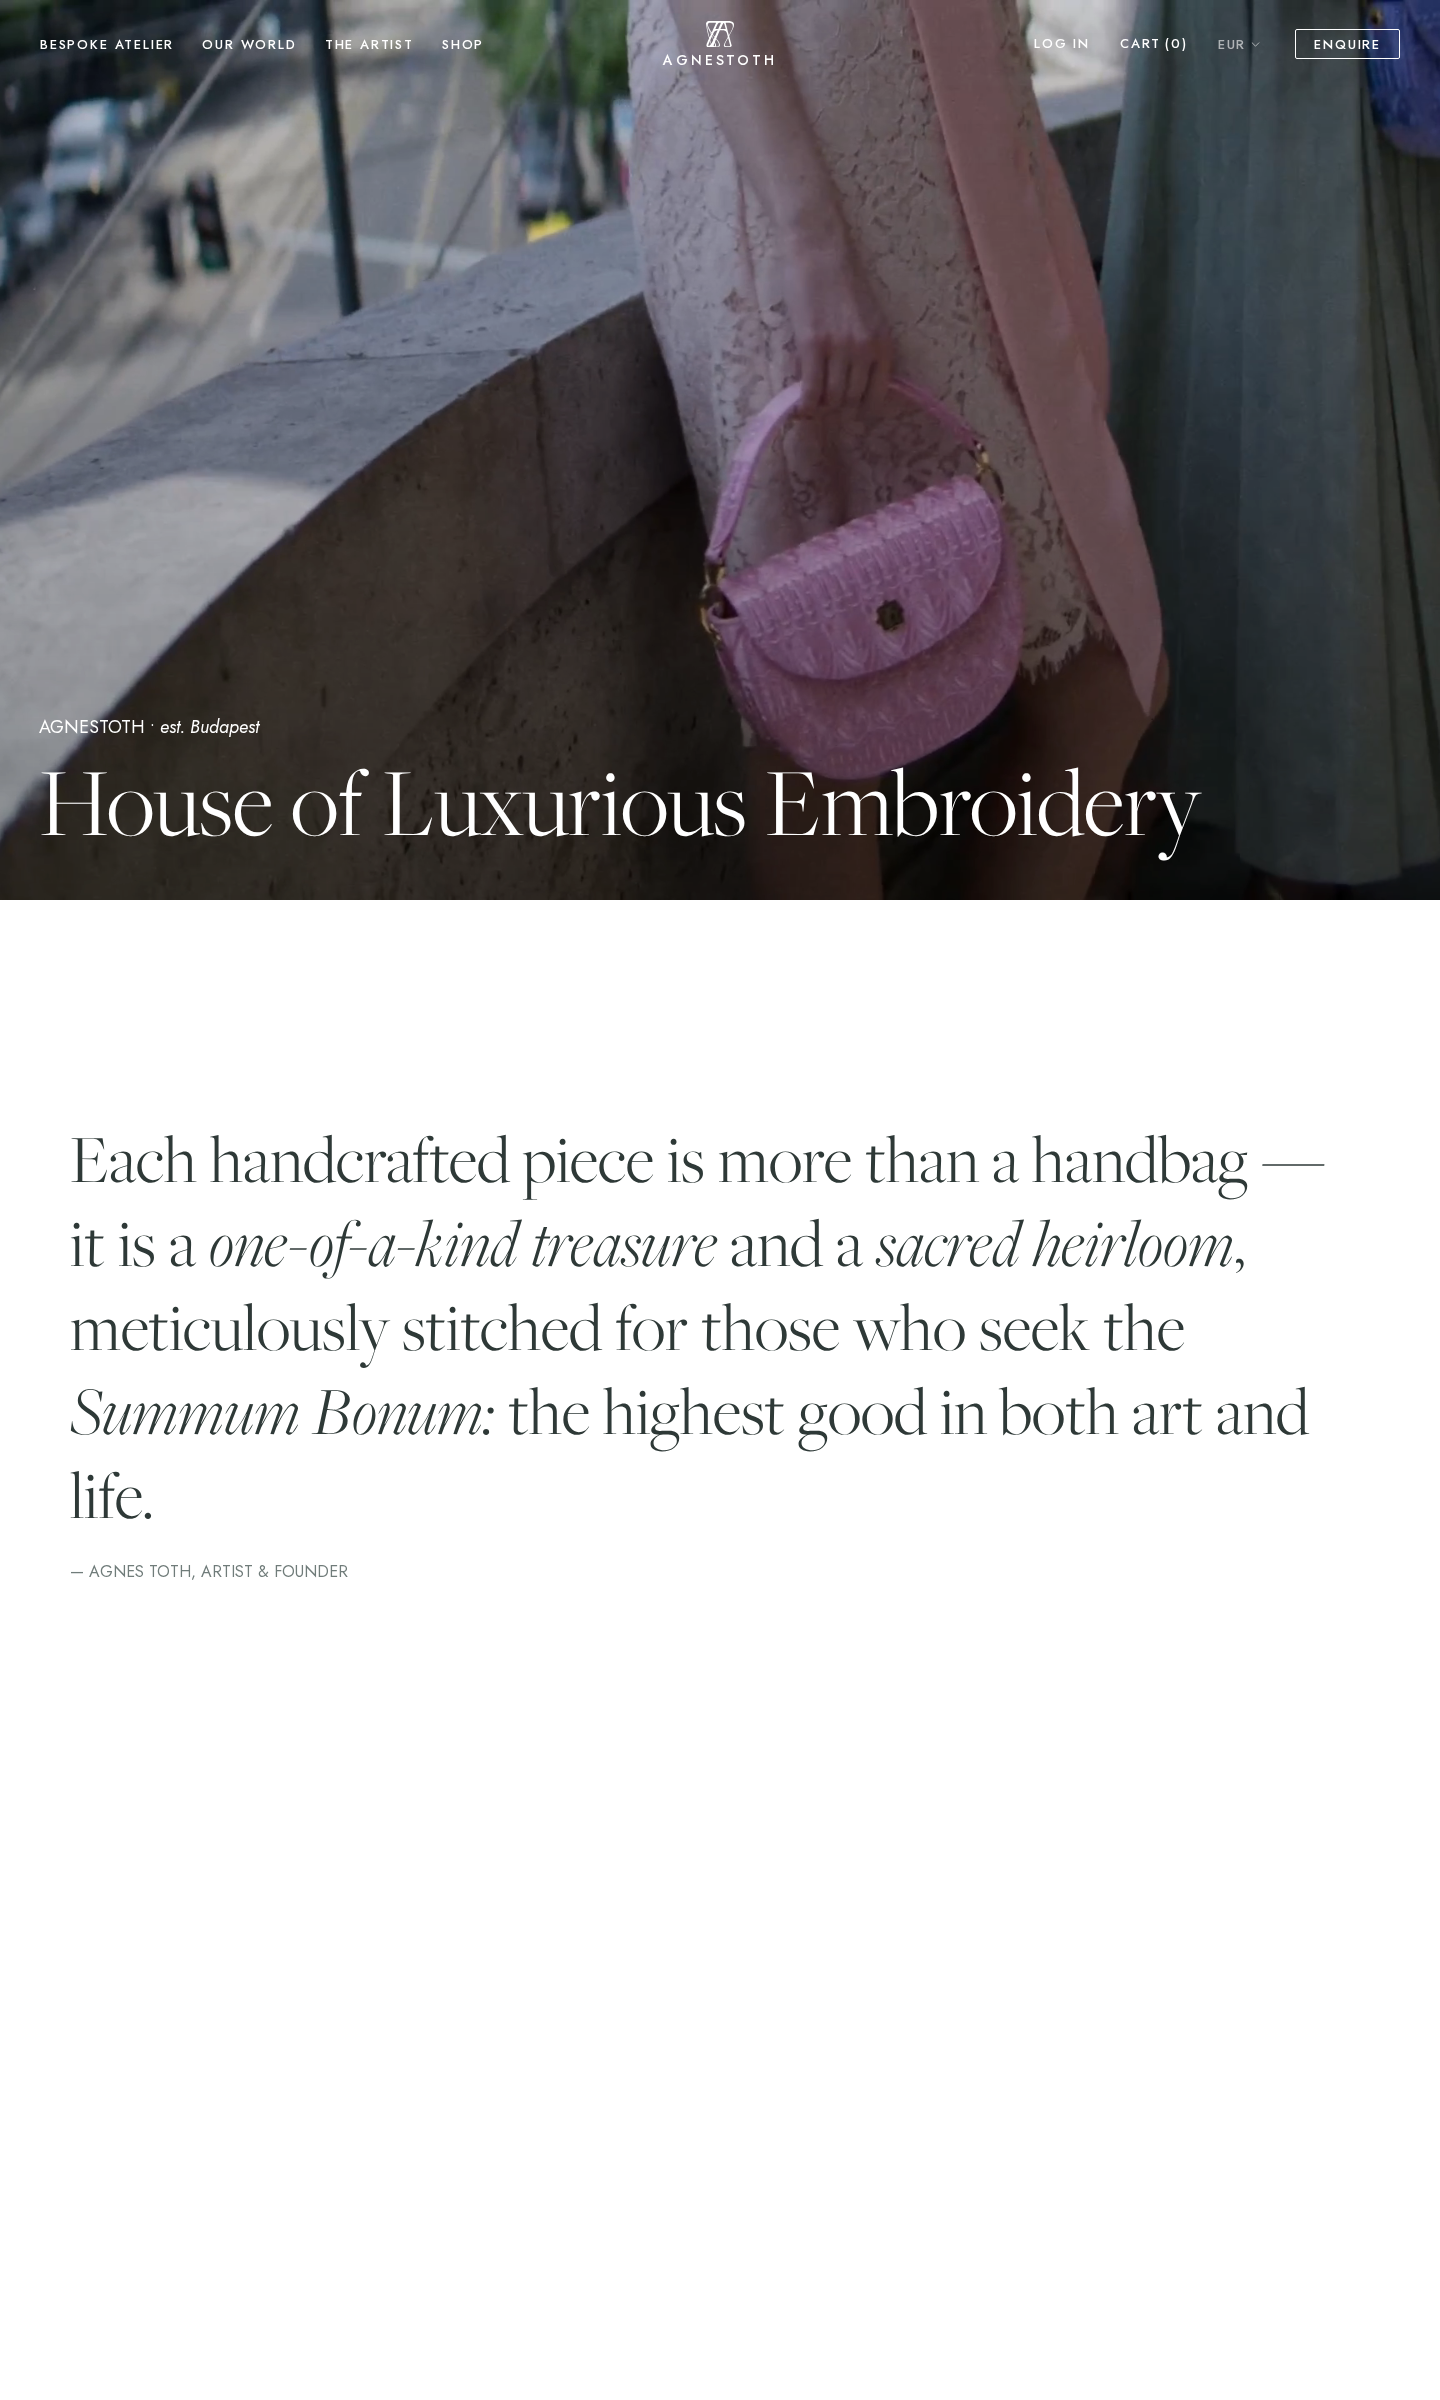 BESPOKE ATELIER OUR WORLD THE ARTIST SHOP
AGNESTOTH
LOG IN CART (0) EUR ENQUIRE
AGNESTOTH · est. Budapest
House of Luxurious Embroidery
Each handcrafted piece is more than a handbag —
it is a one-of-a-kind treasure and a sacred heirloom,
meticulously stitched for those who seek the
Summum Bonum: the highest good in both art and
life.
— AGNES TOTH, ARTIST & FOUNDER